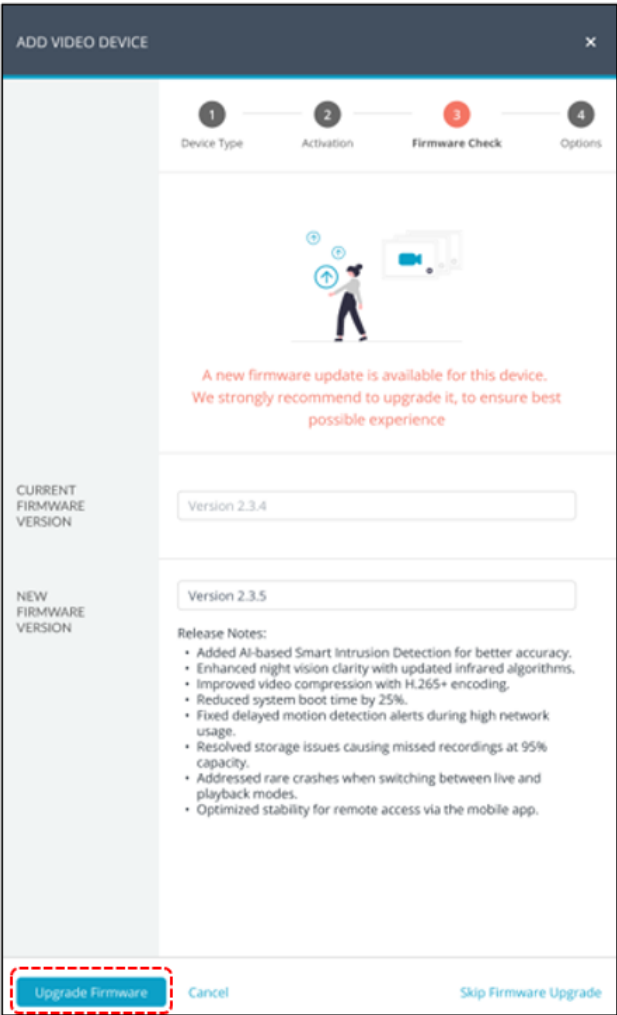 ADD VIDEO DEVICE ×
1 2 3 4
Device Type Activation Firmware Check Options
A new firmware update is available for this device.
We strongly recommend to upgrade it, to ensure best
possible experience
CURRENT
FIRMWARE
VERSION
Version 2.3.4
NEW
FIRMWARE
VERSION
Version 2.3.5
Release Notes:
• Added AI-based Smart Intrusion Detection for better accuracy.
• Enhanced night vision clarity with updated infrared algorithms.
• Improved video compression with H.265+ encoding.
• Reduced system boot time by 25%.
• Fixed delayed motion detection alerts during high network
usage.
• Resolved storage issues causing missed recordings at 95%
capacity.
• Addressed rare crashes when switching between live and
playback modes.
• Optimized stability for remote access via the mobile app.
Upgrade Firmware Cancel Skip Firmware Upgrade